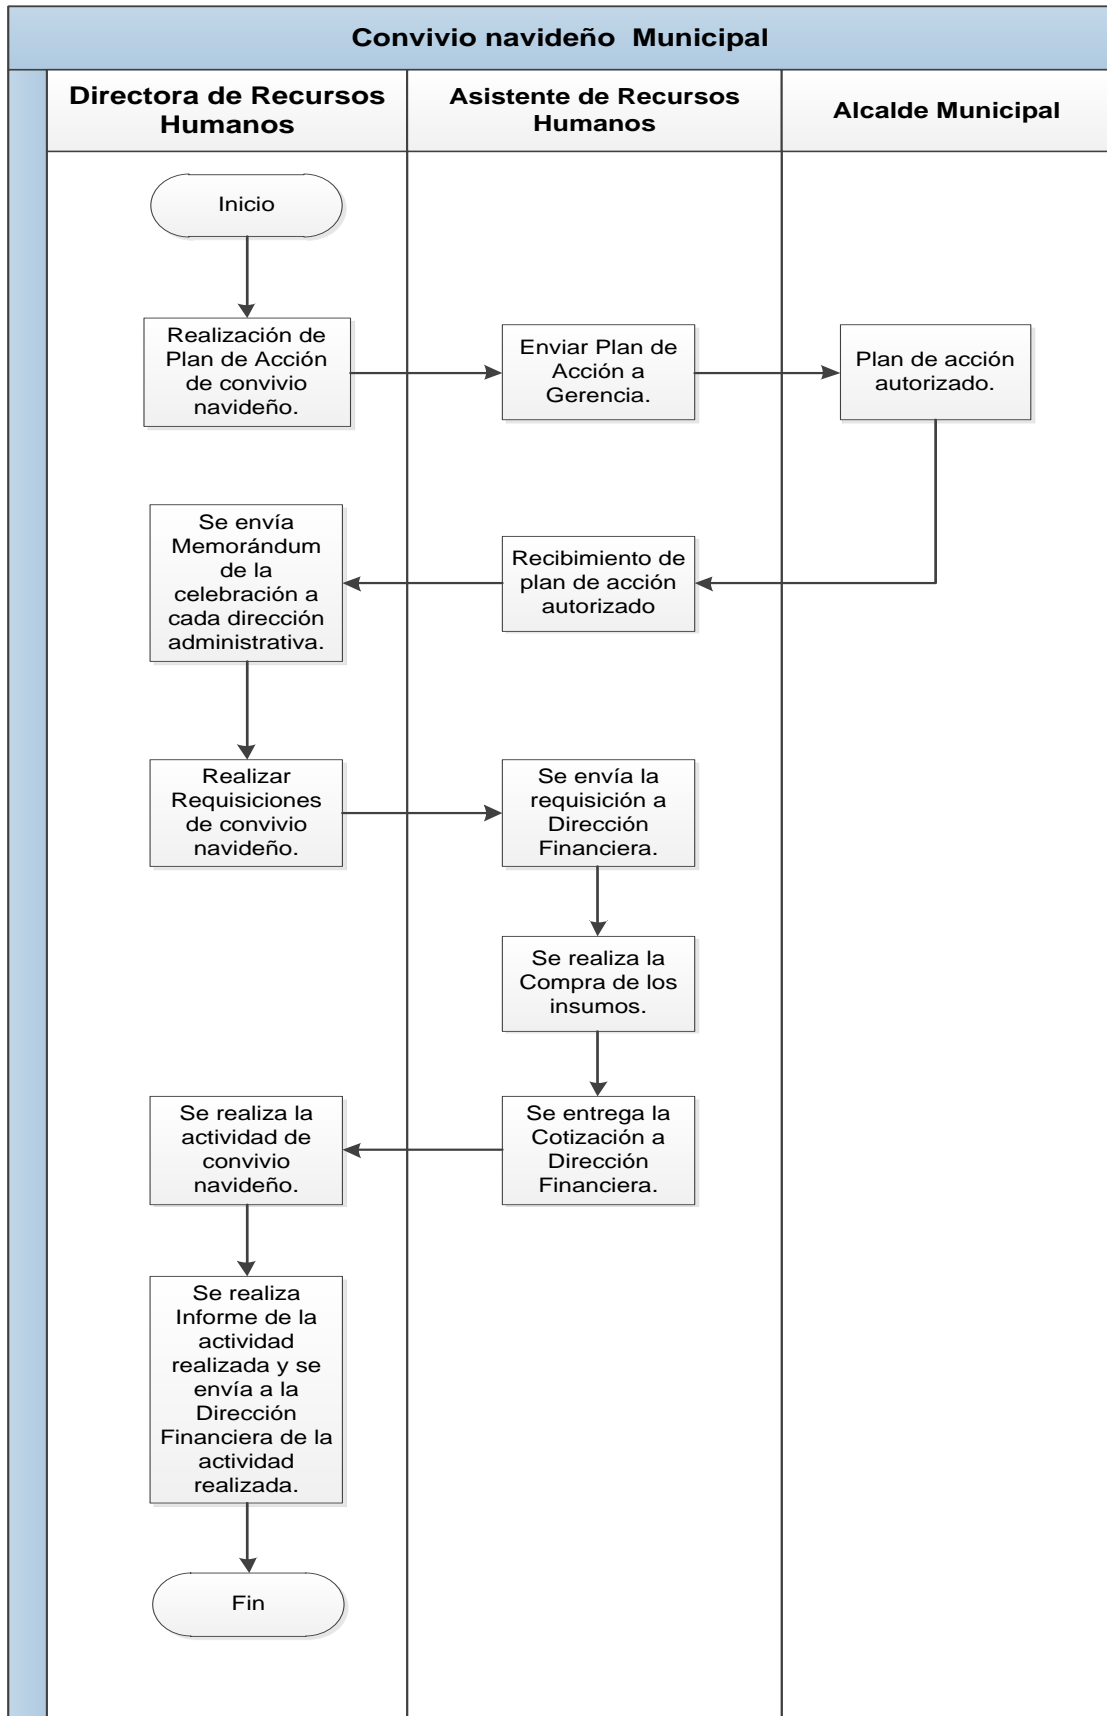 Convivio navideño  Municipal
Directora de Recursos
Humanos
Asistente de Recursos
Humanos
Alcalde Municipal
Inicio
Realización de
Plan de Acción
de convivio
navideño.
Enviar Plan de
Acción a
Gerencia.
Plan de acción
autorizado.
Se envía
Memorándum
de la
celebración a
cada dirección
administrativa.
Recibimiento de
plan de acción
autorizado
Realizar
Requisiciones
de convivio
navideño.
Se envía la
requisición a
Dirección
Financiera.
Se realiza la
Compra de los
insumos.
Se realiza la
actividad de
convivio
navideño.
Se entrega la
Cotización a
Dirección
Financiera.
Se realiza
Informe de la
actividad
realizada y se
envía a la
Dirección
Financiera de la
actividad
realizada.
Fin